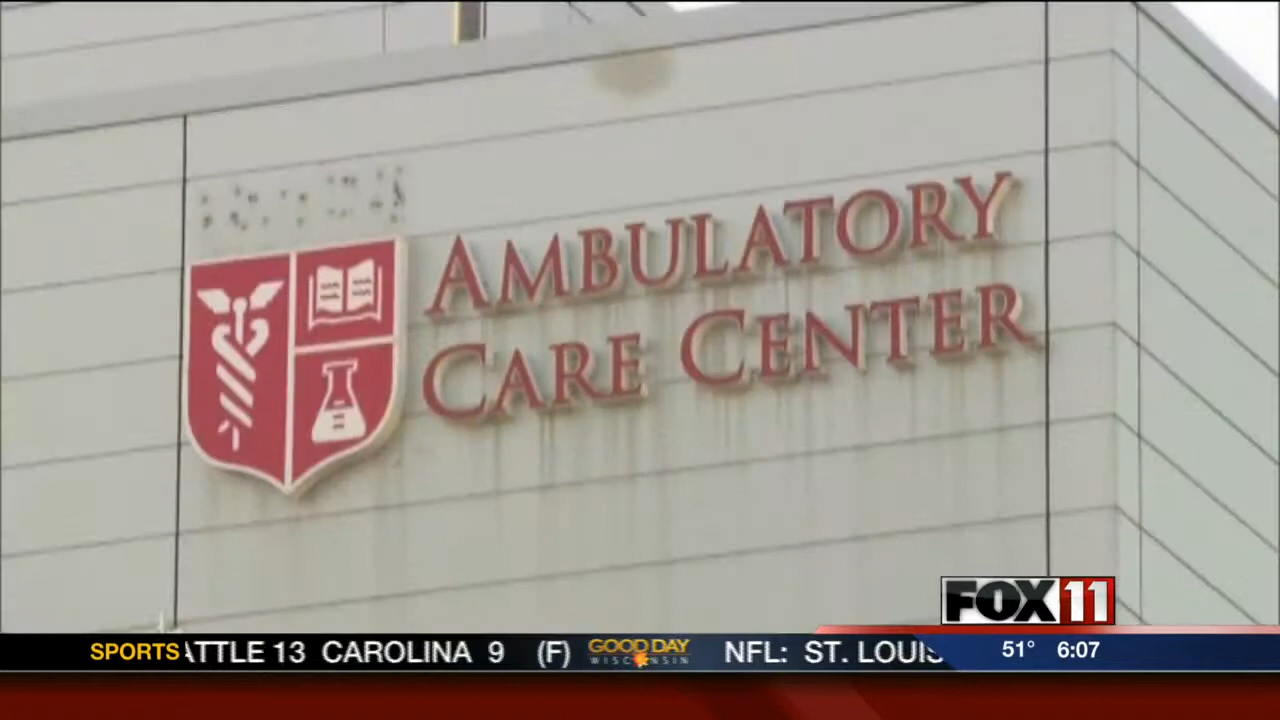 AMBULATORY
CARE CENTER
FOX 11
SPORTS ATTLE 13 CAROLINA 9 (F) GOOD DAY WISCONSIN NFL: ST. LOUIS 51° 6:07